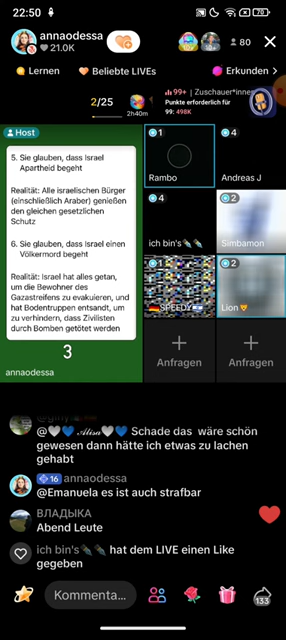 22:50
70
annaodessa
21.0K
80
Lernen
Beliebte LIVEs
Erkunden >
2/25
2h40m
99+ | Zuschauer*innen
Punkte erforderlich für
99: 498K
Host
5. Sie glauben, dass Israel
Apartheid begeht
Realität: Alle israelischen Bürger
(einschließlich Araber) genießen
den gleichen gesetzlichen
Schutz
6. Sie glauben, dass Israel einen
Völkermord begeht
Realität: Israel hat alles getan,
um die Bewohner des
Gazastreifens zu evakuieren, und
hat Bodentruppen entsandt, um
zu verhindern, dass Zivilisten
durch Bomben getötet werden
3
annaodessa
1
Rambo
4
Andreas J
4
ich bin's✒️✒️
2
Simbamon
1
🇩🇪SPEEDY🇮🇱
2
Lion🦁
+
Anfragen
+
Anfragen
@🤍💙 𝒜𝓁𝒾𝓈𝒶🤍💙 Schade das wäre schön
gewesen dann hätte ich etwas zu lachen
gehabt
16 annaodessa
@Emanuela es ist auch strafbar
ВЛАДЫКА
Abend Leute
ich bin's✒️✒️ hat dem LIVE einen Like
gegeben
Kommenta...
133